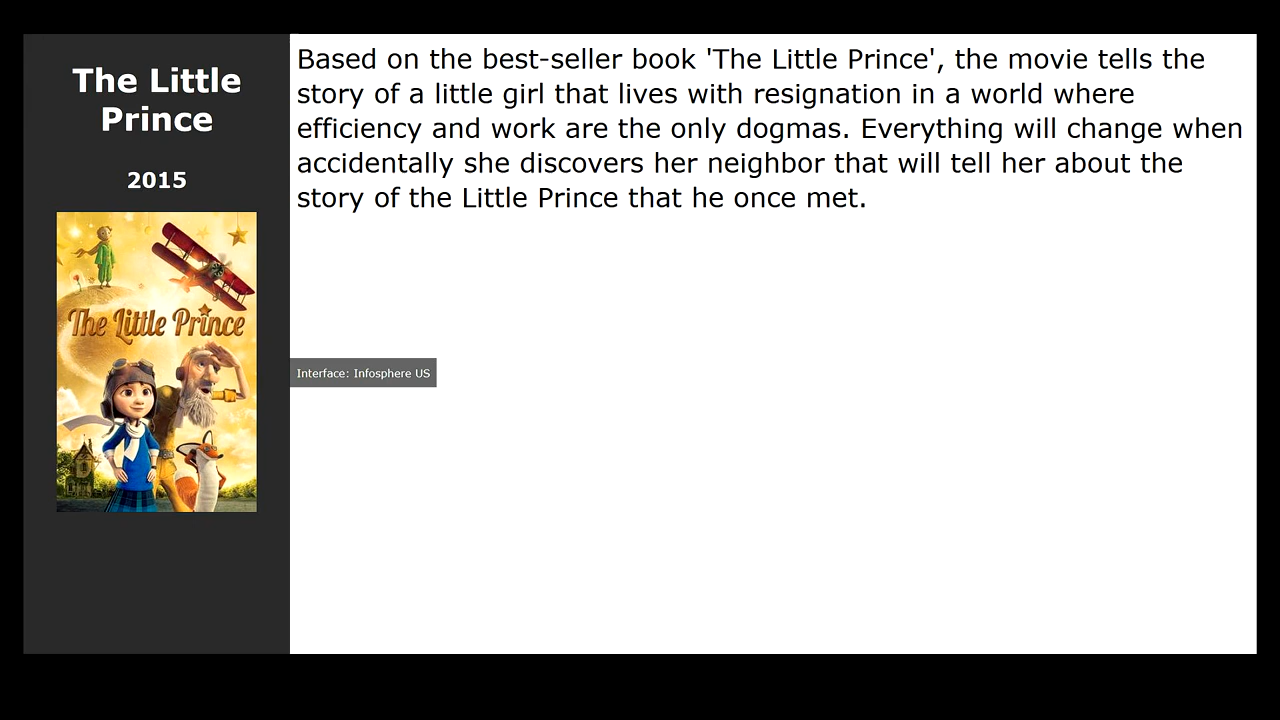 The Little
Prince
2015
The Little Prince
Based on the best-seller book 'The Little Prince', the movie tells the
story of a little girl that lives with resignation in a world where
efficiency and work are the only dogmas. Everything will change when
accidentally she discovers her neighbor that will tell her about the
story of the Little Prince that he once met.
Interface: Infosphere US